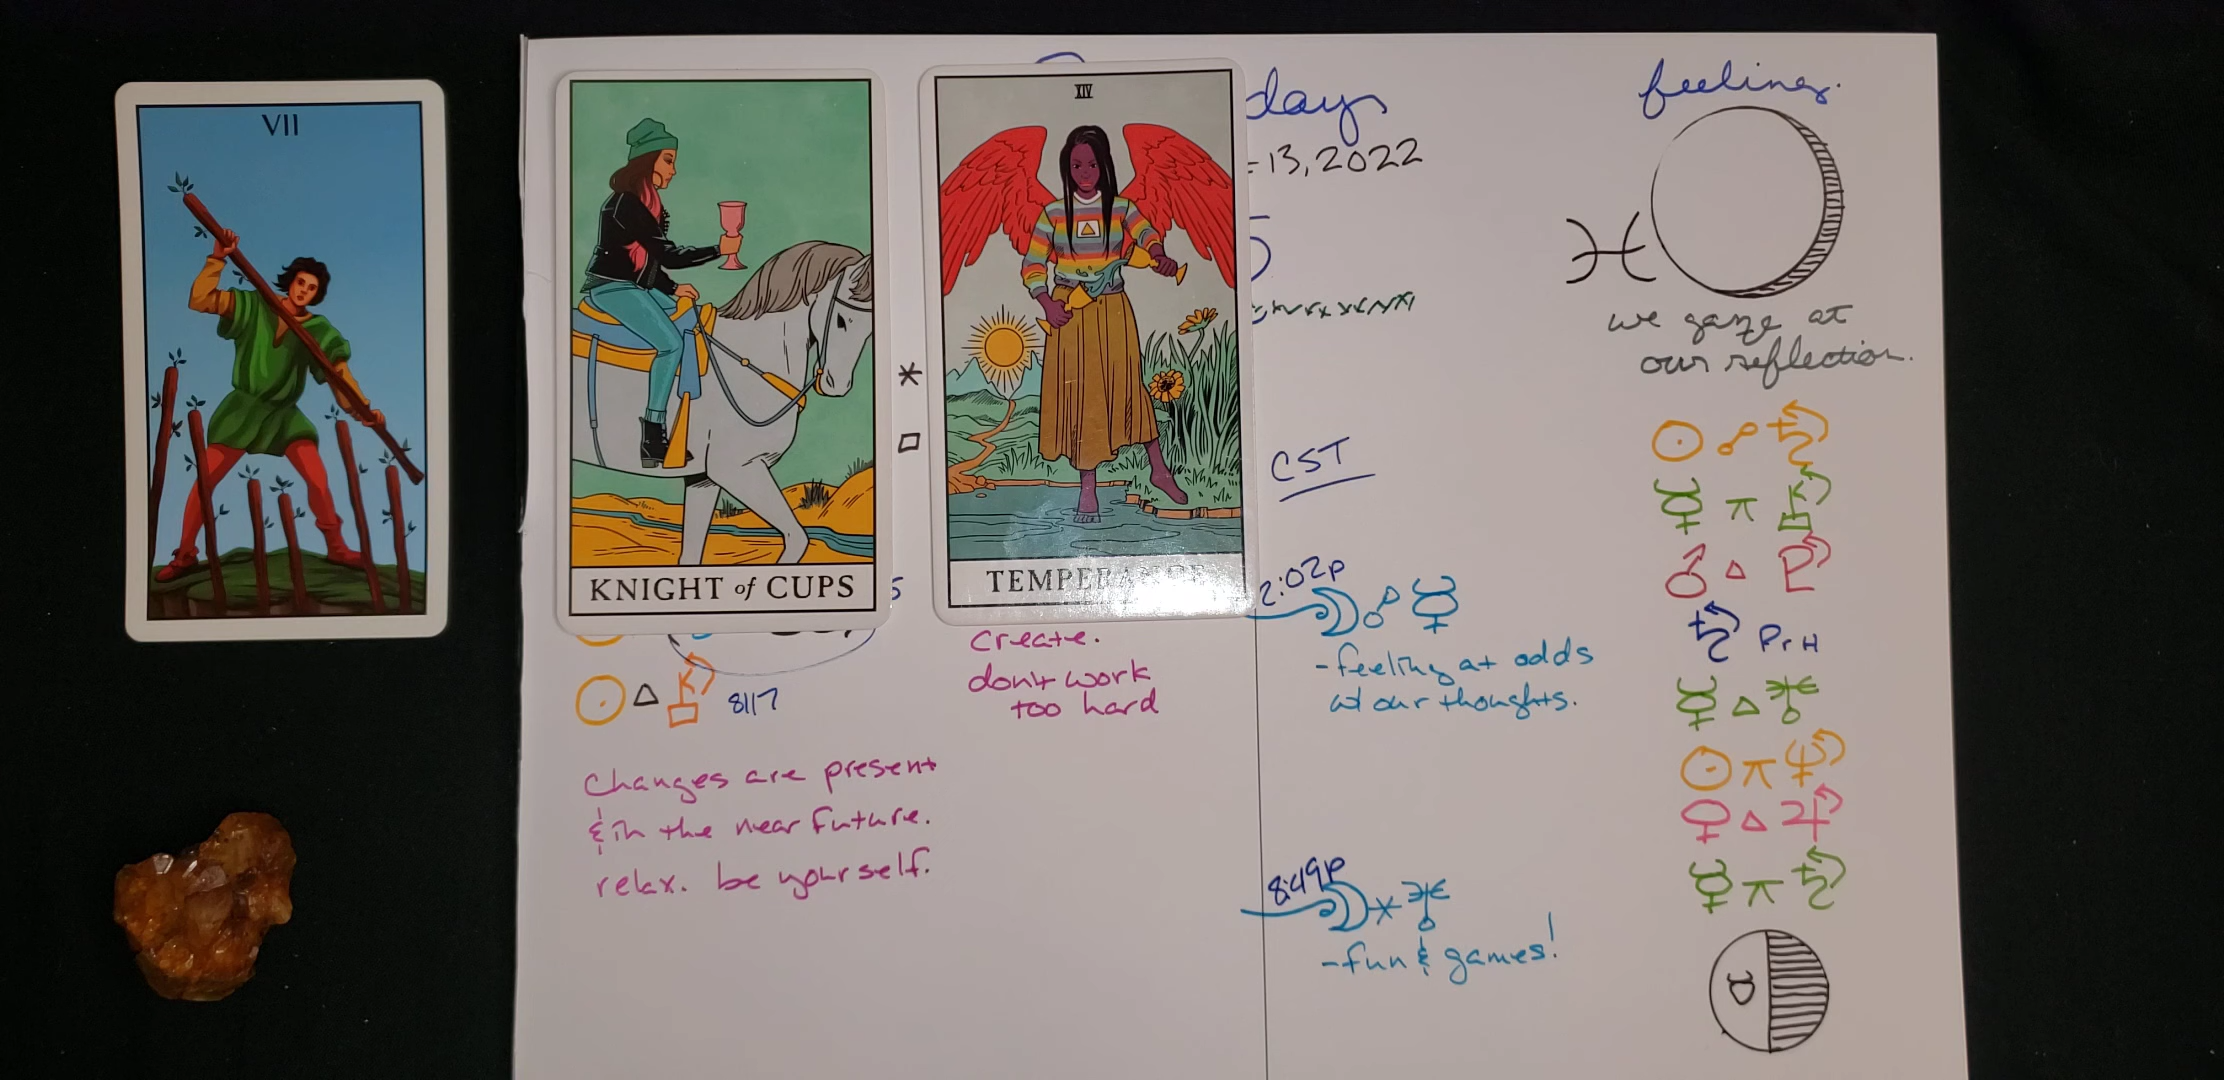 VII
KNIGHT of CUPS
XIV
TEMPERANCE
days
13, 2022
CST
8/17
create.
don't work
too hard
changes are present
& in the near future.
relax. be yourself.
2:02p
-feeling at odds
w/ our thoughts.
8:49p
-fun & games!
feeling.
we gaze at
our reflection.
PrH